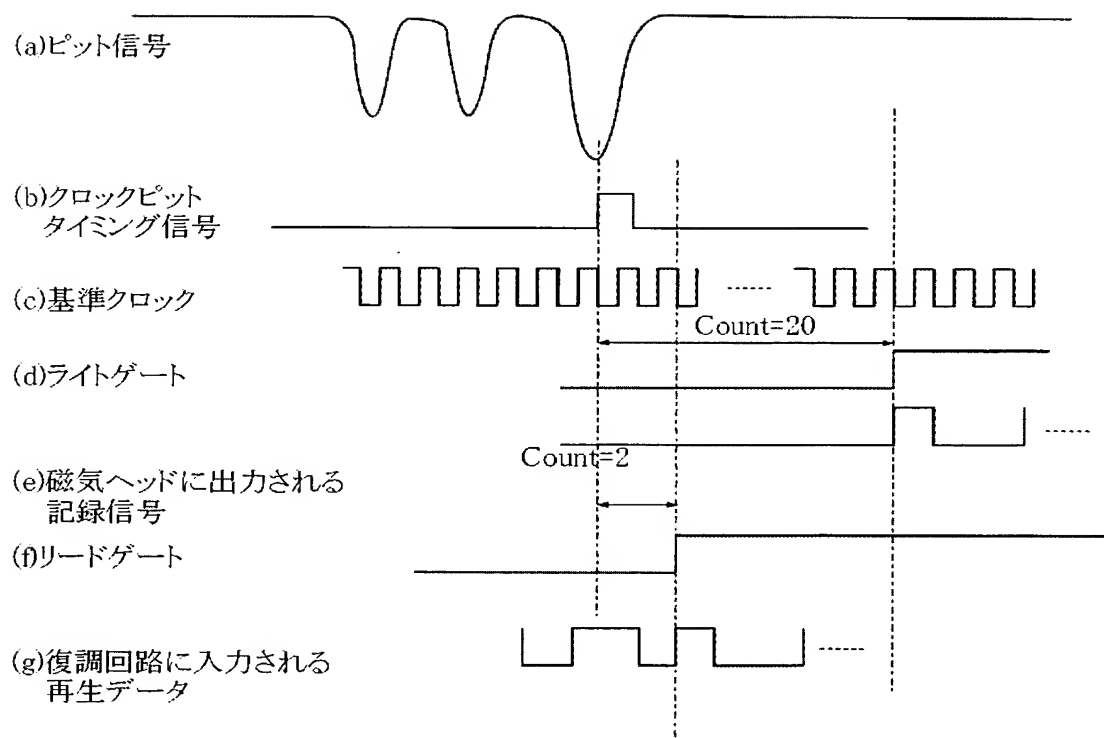 (a)ピット信号
(b)クロックピット
タイミング信号
(c)基準クロック
Count=20
(d)ライトゲート
Count=2
(e)磁気ヘッドに出力される
記録信号
(f)リードゲート
(g)復調回路に入力される
再生データ